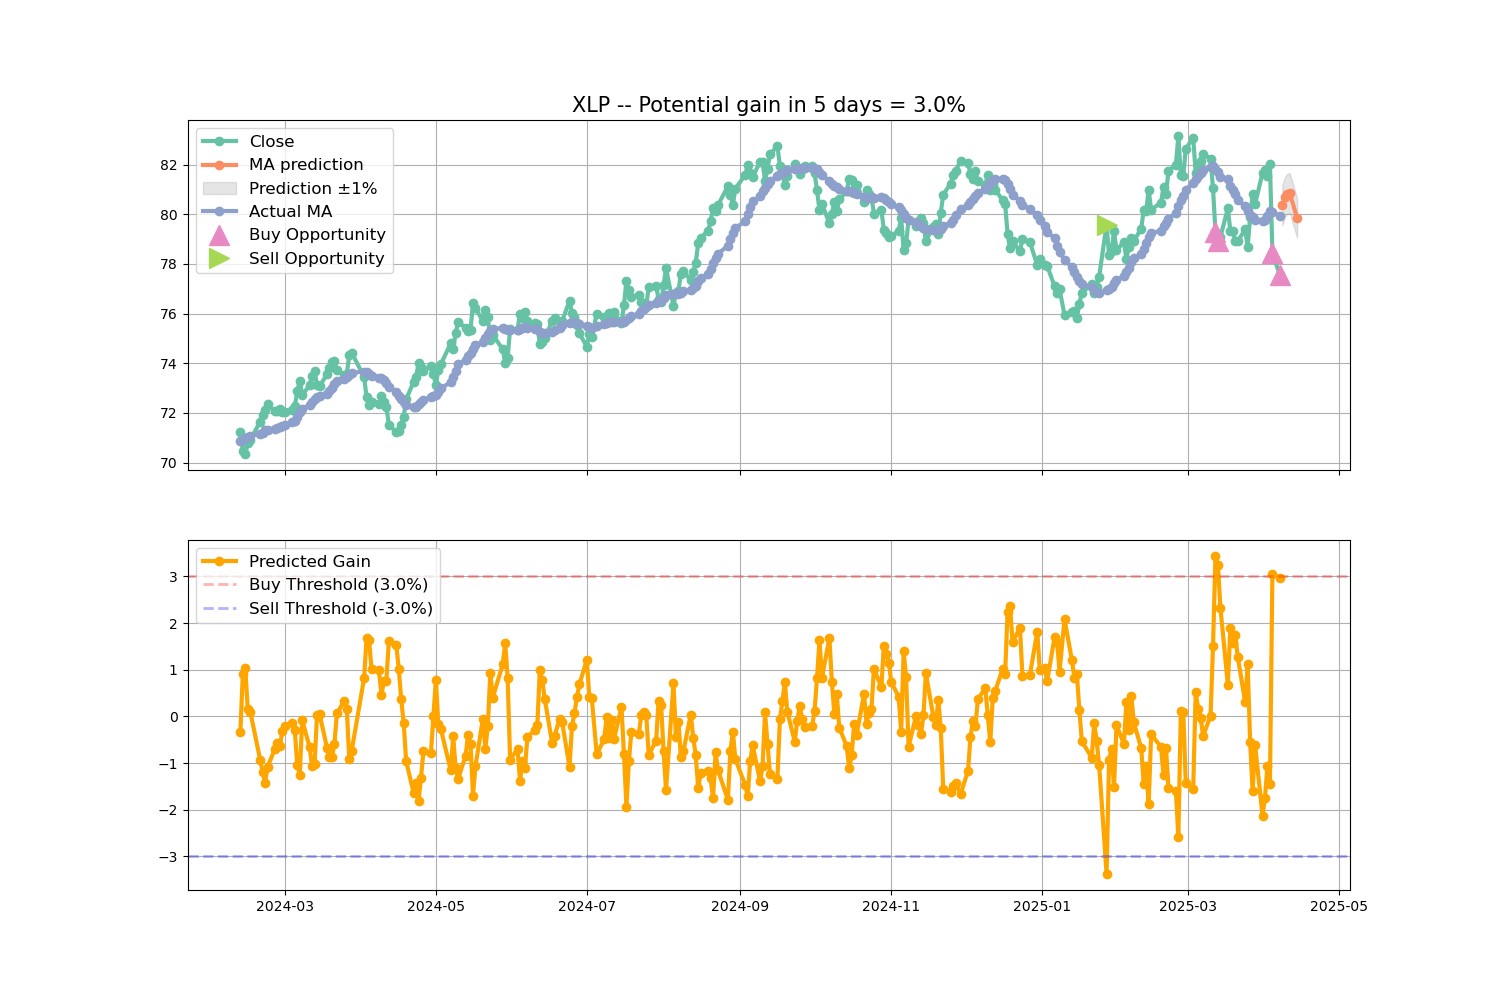 XLP -- Potential gain in 5 days = 3.0%
Close
MA prediction
Prediction ±1%
Actual MA
Buy Opportunity
Sell Opportunity
82
80
78
76
74
72
70
Predicted Gain
Buy Threshold (3.0%)
Sell Threshold (-3.0%)
3
2
1
0
−1
−2
−3
2024-03
2024-05
2024-07
2024-09
2024-11
2025-01
2025-03
2025-05